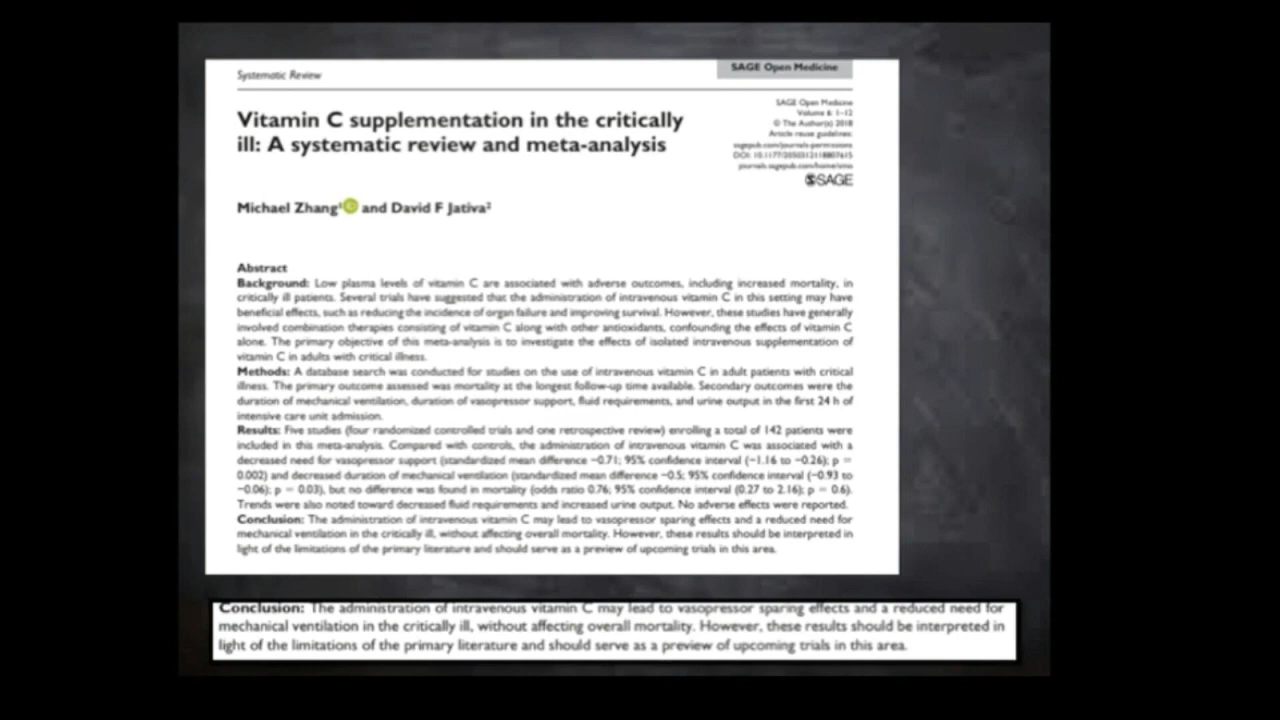 Systematic Review
SAGE Open Medicine
SAGE Open Medicine
Volume 6: 1–12
© The Author(s) 2018
Article reuse guidelines:
sagepub.com/journals-permissions
DOI: 10.1177/2050312118807615
journals.sagepub.com/home/smo
SAGE
Vitamin C supplementation in the critically
ill: A systematic review and meta-analysis
Michael Zhang¹ and David F Jativa²
Abstract
Background: Low plasma levels of vitamin C are associated with adverse outcomes, including increased mortality, in
critically ill patients. Several trials have suggested that the administration of intravenous vitamin C in this setting may have
beneficial effects, such as reducing the incidence of organ failure and improving survival. However, these studies have generally
involved combination therapies consisting of vitamin C along with other antioxidants, confounding the effects of vitamin C
alone. The primary objective of this meta-analysis is to investigate the effects of isolated intravenous supplementation of
vitamin C in adults with critical illness.
Methods: A database search was conducted for studies on the use of intravenous vitamin C in adult patients with critical
illness. The primary outcome assessed was mortality at the longest follow-up time available. Secondary outcomes were the
duration of mechanical ventilation, duration of vasopressor support, fluid requirements, and urine output in the first 24 h of
intensive care unit admission.
Results: Five studies (four randomized controlled trials and one retrospective review) enrolling a total of 142 patients were
included in this meta-analysis. Compared with controls, the administration of intravenous vitamin C was associated with a
decreased need for vasopressor support (standardized mean difference −0.71; 95% confidence interval (−1.16 to −0.26); p =
0.002) and decreased duration of mechanical ventilation (standardized mean difference −0.5; 95% confidence interval (−0.93 to
−0.06); p = 0.03), but no difference was found in mortality (odds ratio 0.76; 95% confidence interval (0.27 to 2.16); p = 0.6).
Trends were also noted toward decreased fluid requirements and increased urine output. No adverse effects were reported.
Conclusion: The administration of intravenous vitamin C may lead to vasopressor sparing effects and a reduced need for
mechanical ventilation in the critically ill, without affecting overall mortality. However, these results should be interpreted in
light of the limitations of the primary literature and should serve as a preview of upcoming trials in this area.
Conclusion: The administration of intravenous vitamin C may lead to vasopressor sparing effects and a reduced need for
mechanical ventilation in the critically ill, without affecting overall mortality. However, these results should be interpreted in
light of the limitations of the primary literature and should serve as a preview of upcoming trials in this area.